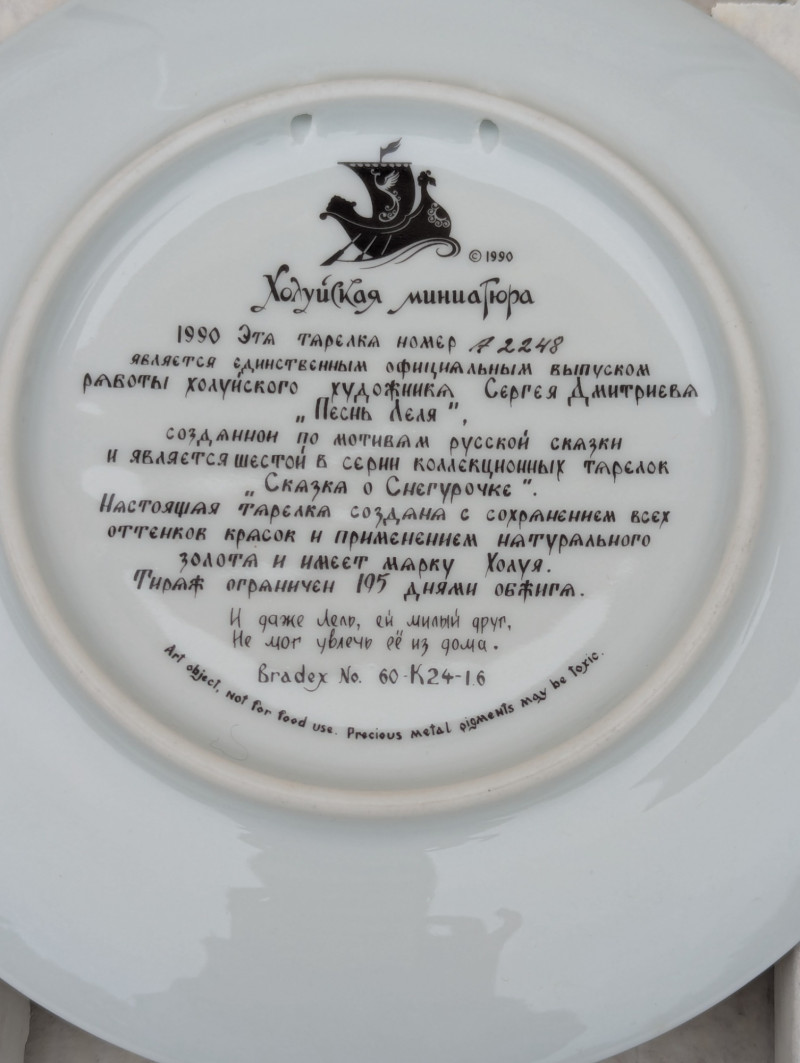 © 1990
Холуйская миниатюра
1990 Эта тарелка номер A 2248
является единственным официальным выпуском
работы холуйского художника Сергея Дмитриева
„Песнь Леля",
созданной по мотивам русской сказки
и является шестой в серии коллекционных тарелок
„Сказка о Снегурочке".
Настоящая тарелка создана с сохранением всех
оттенков красок и применением натурального
золота и имеет марку Холуя.
Тираж ограничен 195 днями обжига.
И даже Лель, ей милый друг,
Не мог увлечь её из дома.
Bradex No. 60-K24-1.6
Art object, not for food use. Precious metal pigments may be toxic.